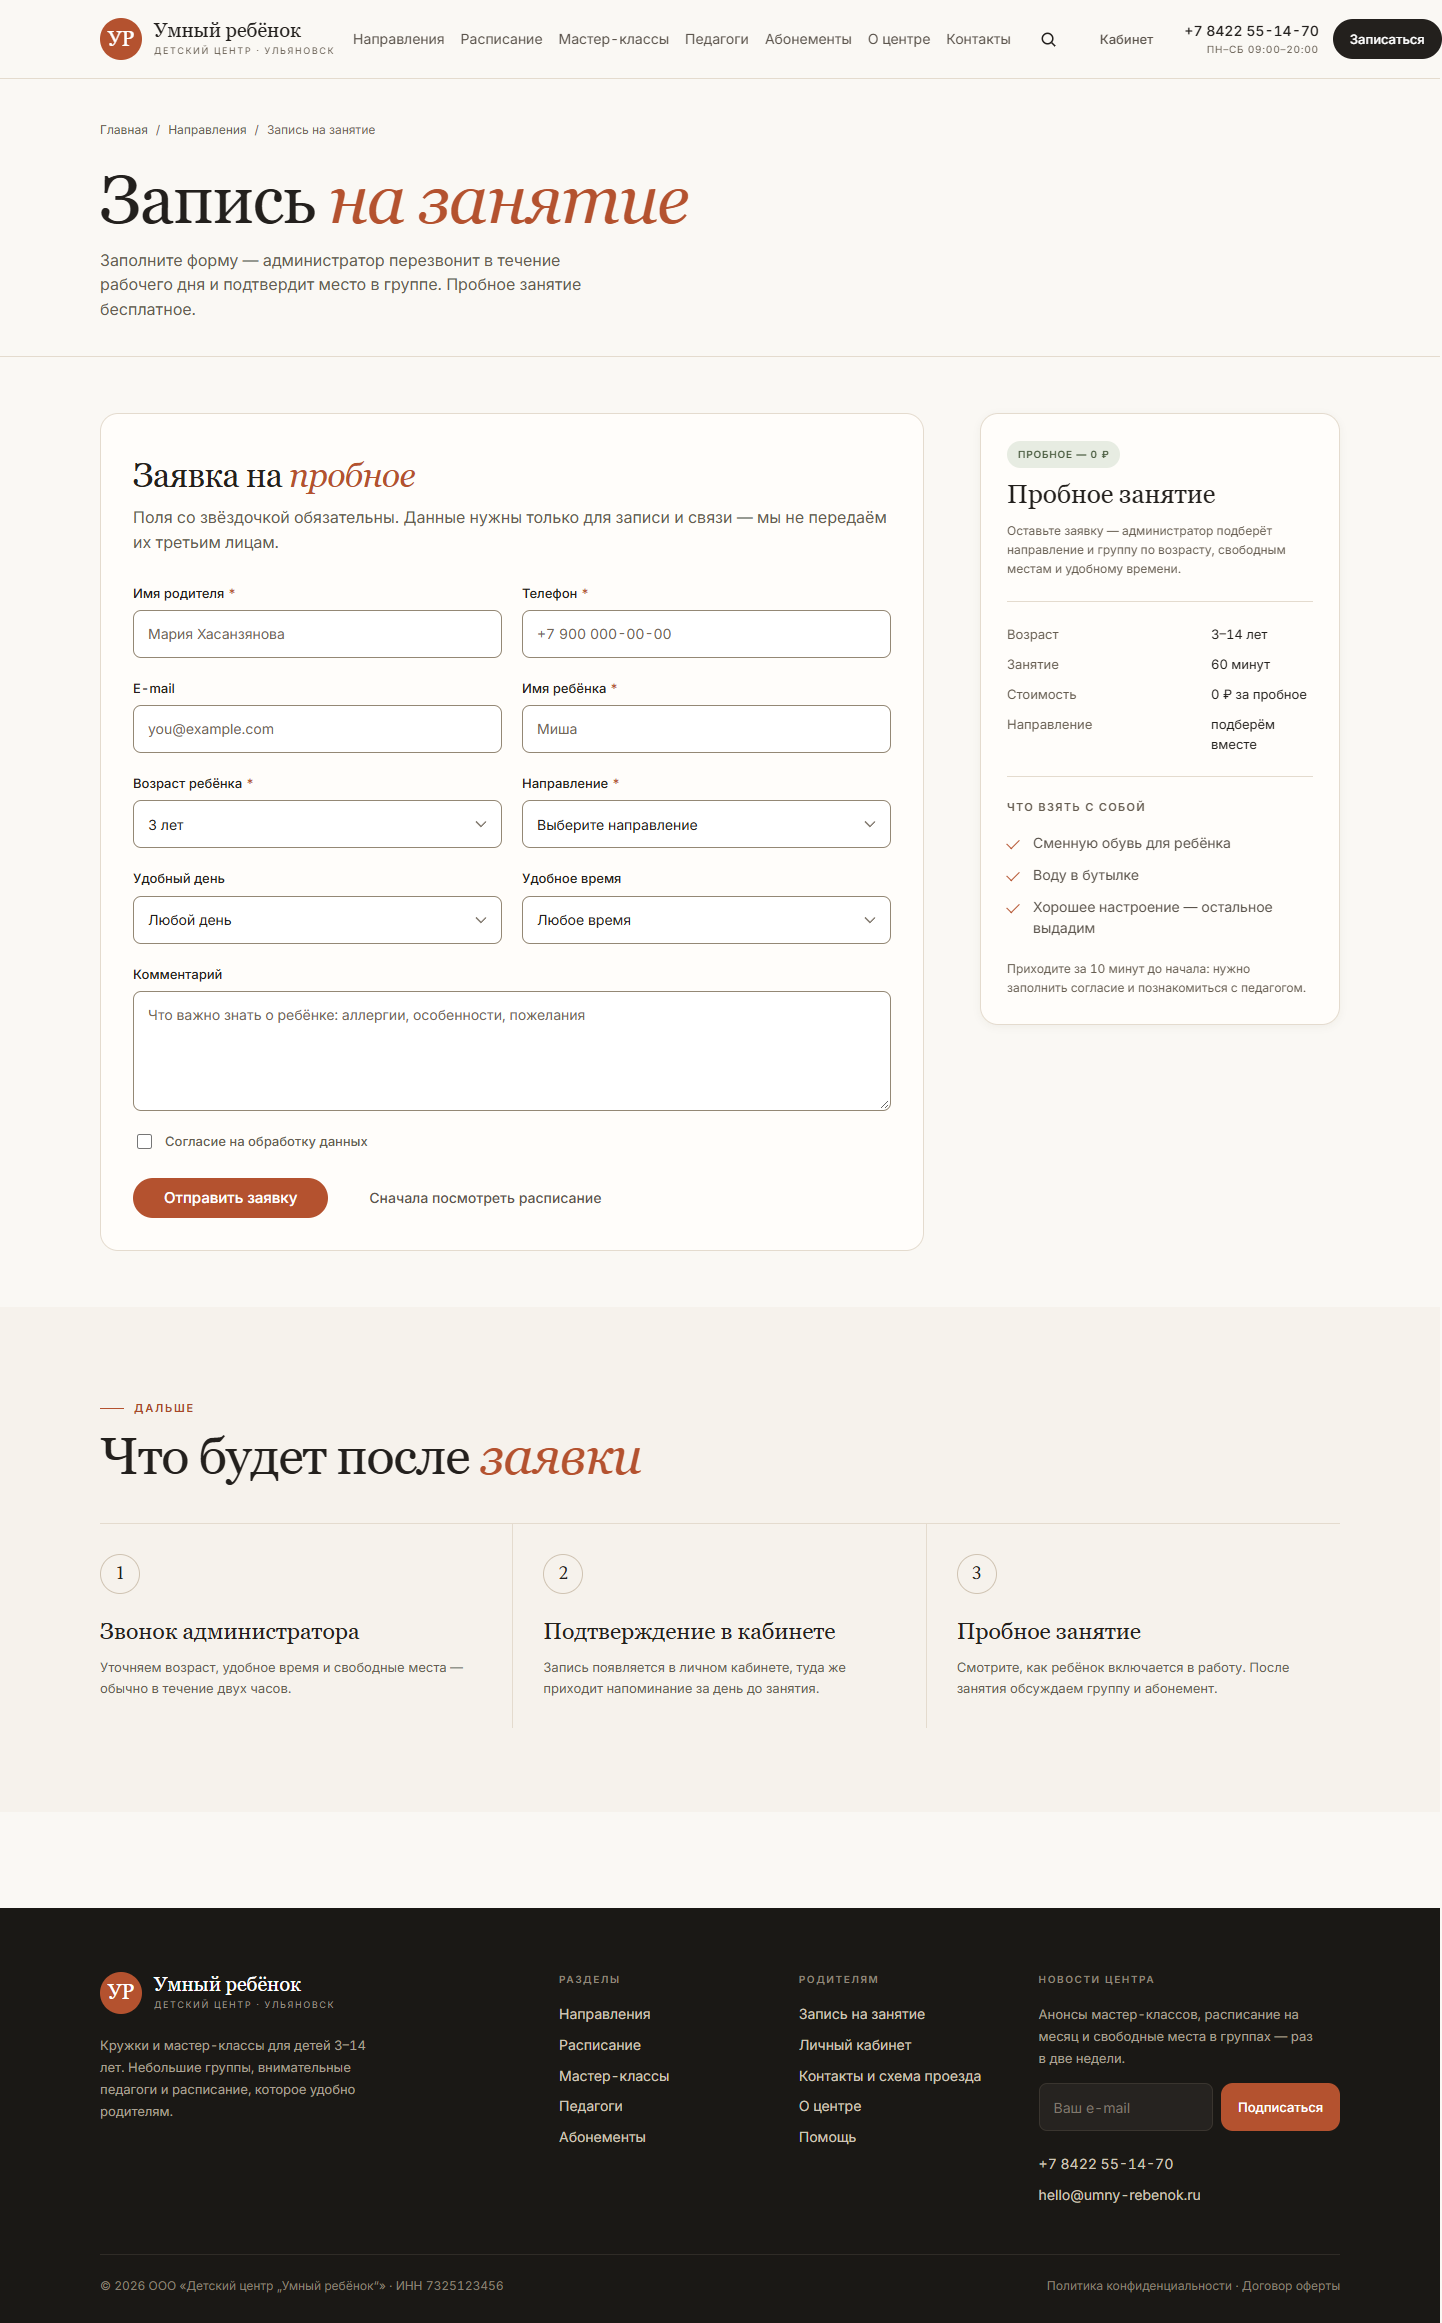 УР
Умный ребёнок
ДЕТСКИЙ ЦЕНТР · УЛЬЯНОВСК
Направления Расписание Мастер-классы Педагоги Абонементы О центре Контакты
Кабинет
+7 8422 55-14-70
ПН–СБ 09:00–20:00
Записаться
Главная / Направления / Запись на занятие
Запись на занятие
Заполните форму — администратор перезвонит в течение
рабочего дня и подтвердит место в группе. Пробное занятие
бесплатное.
Заявка на пробное
Поля со звёздочкой обязательны. Данные нужны только для записи и связи — мы не передаём
их третьим лицам.
Имя родителя *
Мария Хасанзянова
Телефон *
+7 900 000-00-00
E-mail
you@example.com
Имя ребёнка *
Миша
Возраст ребёнка *
3 лет
Направление *
Выберите направление
Удобный день
Любой день
Удобное время
Любое время
Комментарий
Что важно знать о ребёнке: аллергии, особенности, пожелания
Согласие на обработку данных
Отправить заявку
Сначала посмотреть расписание
ПРОБНОЕ — 0 ₽
Пробное занятие
Оставьте заявку — администратор подберёт
направление и группу по возрасту, свободным
местам и удобному времени.
Возраст 3–14 лет
Занятие 60 минут
Стоимость 0 ₽ за пробное
Направление подберём
вместе
ЧТО ВЗЯТЬ С СОБОЙ
Сменную обувь для ребёнка
Воду в бутылке
Хорошее настроение — остальное
выдадим
Приходите за 10 минут до начала: нужно
заполнить согласие и познакомиться с педагогом.
ДАЛЬШЕ
Что будет после заявки
1
Звонок администратора
Уточняем возраст, удобное время и свободные места —
обычно в течение двух часов.
2
Подтверждение в кабинете
Запись появляется в личном кабинете, туда же
приходит напоминание за день до занятия.
3
Пробное занятие
Смотрите, как ребёнок включается в работу. После
занятия обсуждаем группу и абонемент.
УР
Умный ребёнок
ДЕТСКИЙ ЦЕНТР · УЛЬЯНОВСК
Кружки и мастер-классы для детей 3–14
лет. Небольшие группы, внимательные
педагоги и расписание, которое удобно
родителям.
РАЗДЕЛЫ
Направления
Расписание
Мастер-классы
Педагоги
Абонементы
РОДИТЕЛЯМ
Запись на занятие
Личный кабинет
Контакты и схема проезда
О центре
Помощь
НОВОСТИ ЦЕНТРА
Анонсы мастер-классов, расписание на
месяц и свободные места в группах — раз
в две недели.
Ваш e-mail
Подписаться
+7 8422 55-14-70
hello@umny-rebenok.ru
© 2026 ООО «Детский центр „Умный ребёнок“» · ИНН 7325123456
Политика конфиденциальности · Договор оферты